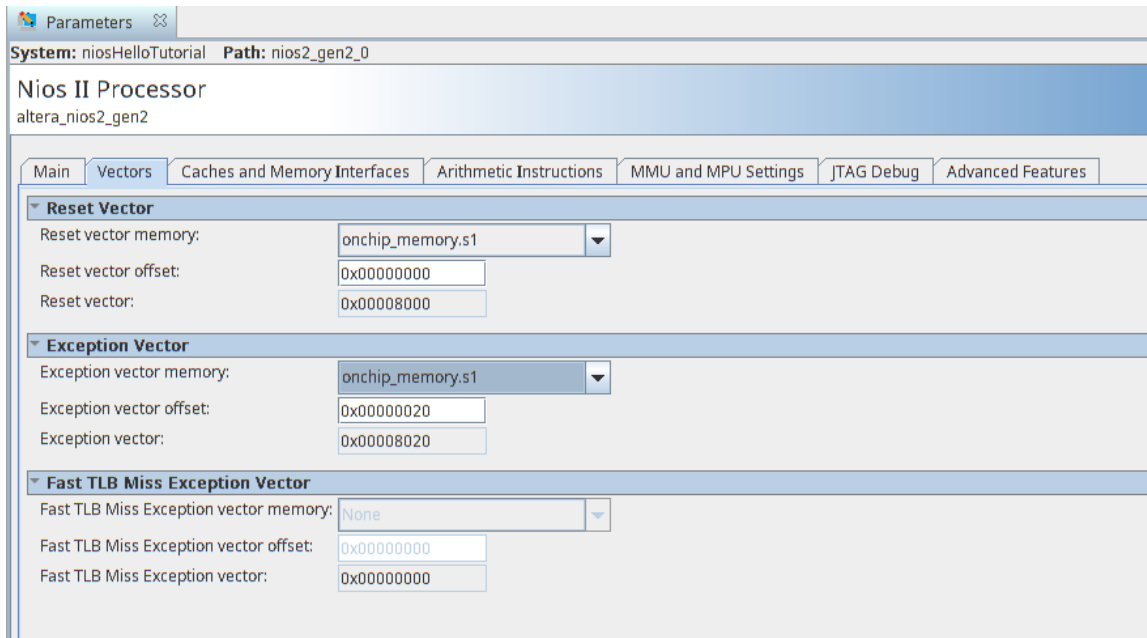 Parameters
System: niosHelloTutorial Path: nios2_gen2_0
Nios II Processor
altera_nios2_gen2
Main Vectors Caches and Memory Interfaces Arithmetic Instructions MMU and MPU Settings JTAG Debug Advanced Features
Reset Vector
Reset vector memory: onchip_memory.s1
Reset vector offset: 0x00000000
Reset vector: 0x00008000
Exception Vector
Exception vector memory: onchip_memory.s1
Exception vector offset: 0x00000020
Exception vector: 0x00008020
Fast TLB Miss Exception Vector
Fast TLB Miss Exception vector memory: None
Fast TLB Miss Exception vector offset: 0x00000000
Fast TLB Miss Exception vector: 0x00000000